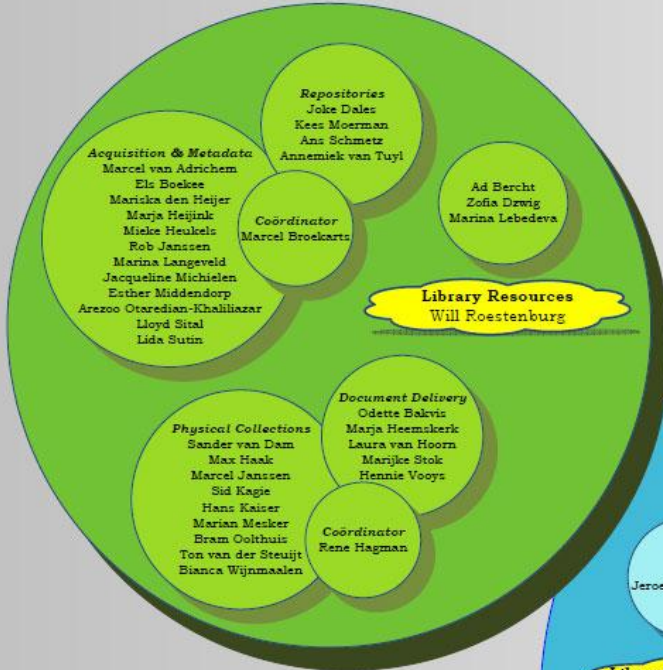 Repositories
Joke Dales
Kees Moerman
Ans Schmetz
Annemiek van Tuyl
Acquisition & Metadata
Marcel van Adrichem
Els Boekee
Mariska den Heijer
Marja Heijink
Mieke Heukels
Rob Janssen
Marina Langeveld
Jacqueline Michielen
Esther Middendorp
Arezoo Otaredian-Khaliliazar
Lloyd Sital
Lida Sutin
Coördinator
Marcel Broekarts
Ad Bercht
Zofia Dzwig
Marina Lebedeva
Library Resources
Will Roestenburg
Physical Collections
Sander van Dam
Max Haak
Marcel Janssen
Sid Kagie
Hans Kaiser
Marian Mesker
Bram Oolthuis
Ton van der Steuijt
Bianca Wijnmaalen
Document Delivery
Odette Bakvis
Marja Heemskerk
Laura van Hoorn
Marijke Stok
Hennie Vooys
Coördinator
Rene Hagman